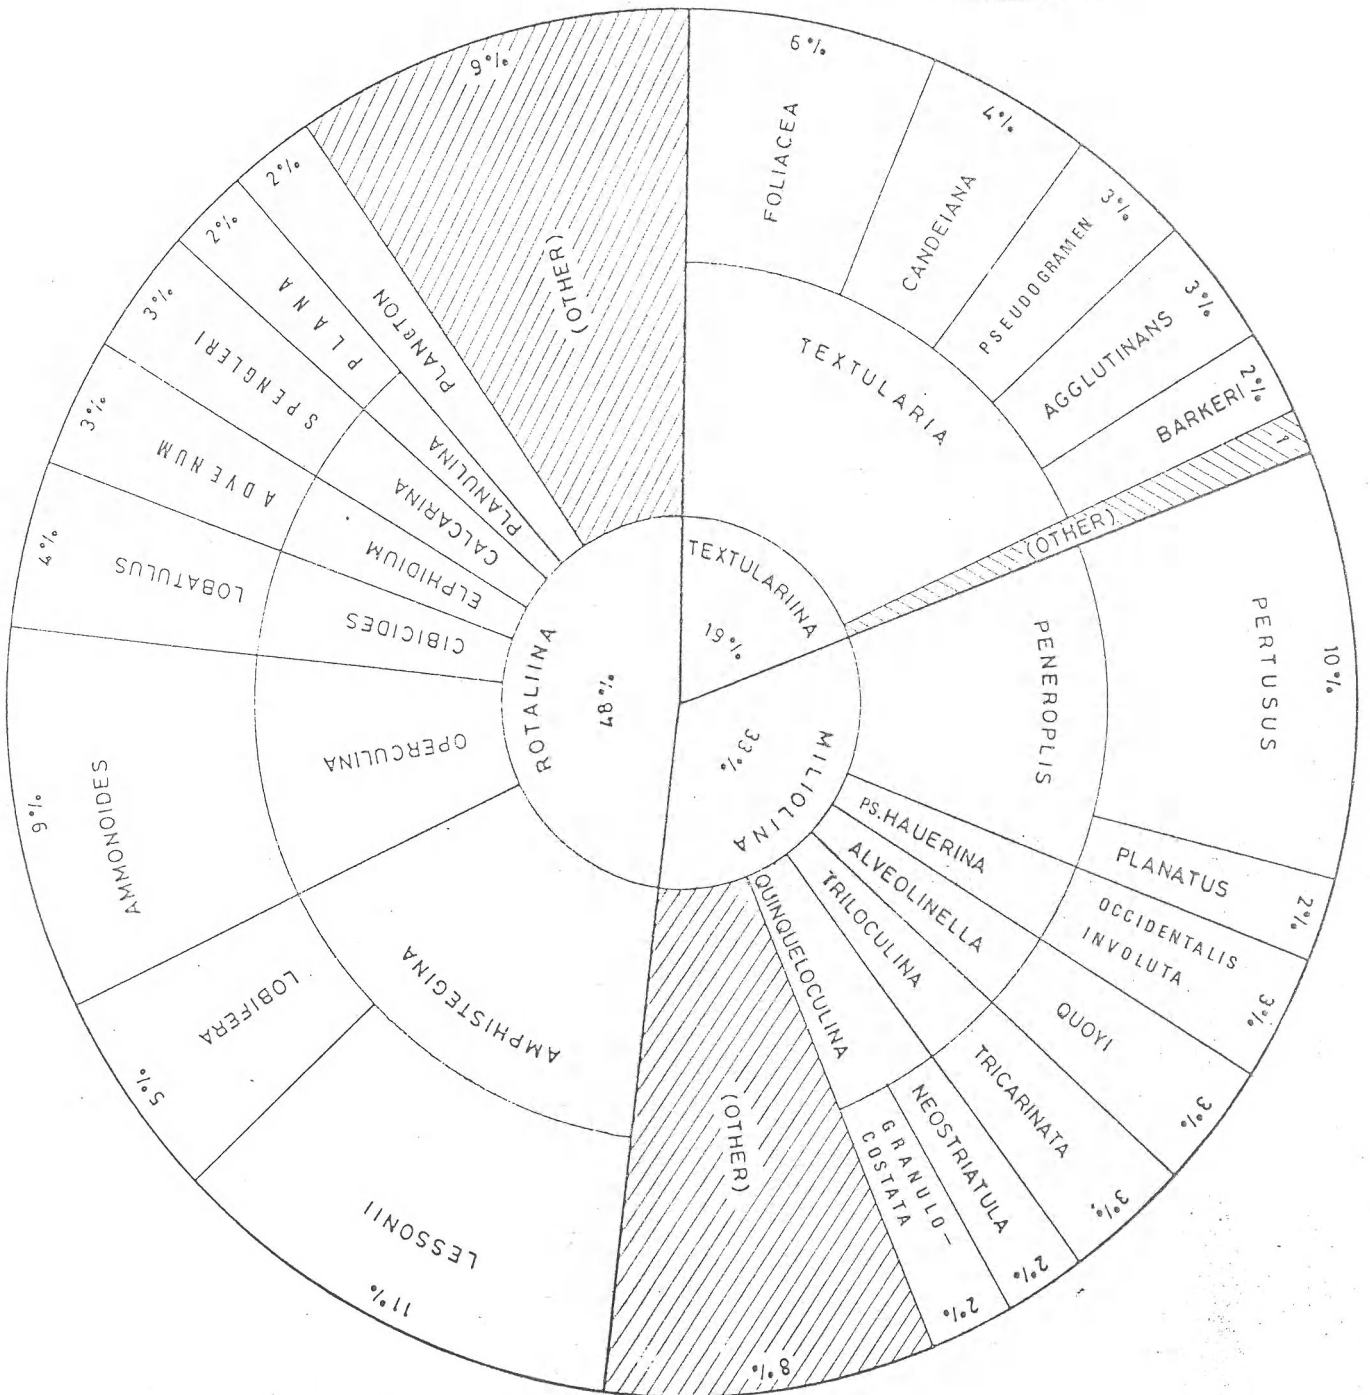 TEXTULARIINA
19%
TEXTULARIA
FOLIACEA
6%
CANDEIANA
4%
PSEUDOGRAMEN
3%
AGGLUTINANS
3%
BARKERI
2%
(OTHER)
1
MILIOLINA
33%
PENEROPLIS
PERTUSUS
10%
PLANATUS
2%
PS. HAUERINA
OCCIDENTALIS
INVOLUTA
3%
ALVEOLINELLA
QUOYI
3%
TRILOCULINA
TRICARINATA
3%
QUINQUELOCULINA
NEOSTRIATULA
2%
GRANULO-
COSTATA
2%
(OTHER)
8%
ROTALIINA
48%
AMPHISTEGINA
LESSONII
11%
LOBIFERA
5%
OPERCULINA
AMMONOIDES
9%
CIBICIDES
LOBATULUS
4%
ELPHIDIUM
ADVENUM
3%
CALCARINA
SPENGLERI
3%
PLANULINA
PLANA
2%
PLANCTON
2%
(OTHER)
9%